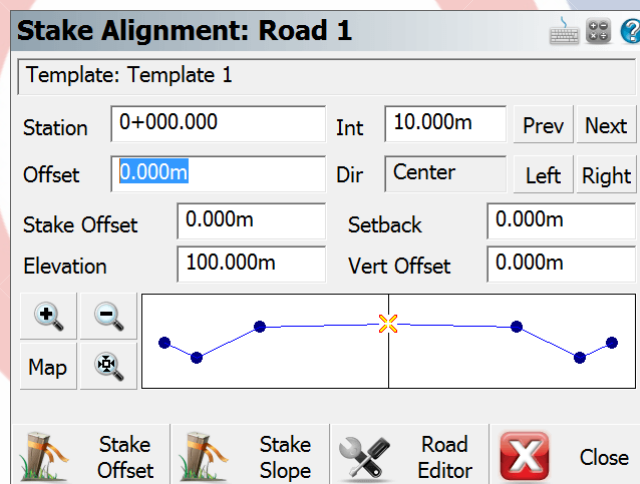 Stake Alignment: Road 1
Template: Template 1
Station 0+000.000 Int 10.000m Prev Next
Offset 0.000m Dir Center Left Right
Stake Offset 0.000m Setback 0.000m
Elevation 100.000m Vert Offset 0.000m
Map
Stake Offset
Stake Slope
Road Editor
Close